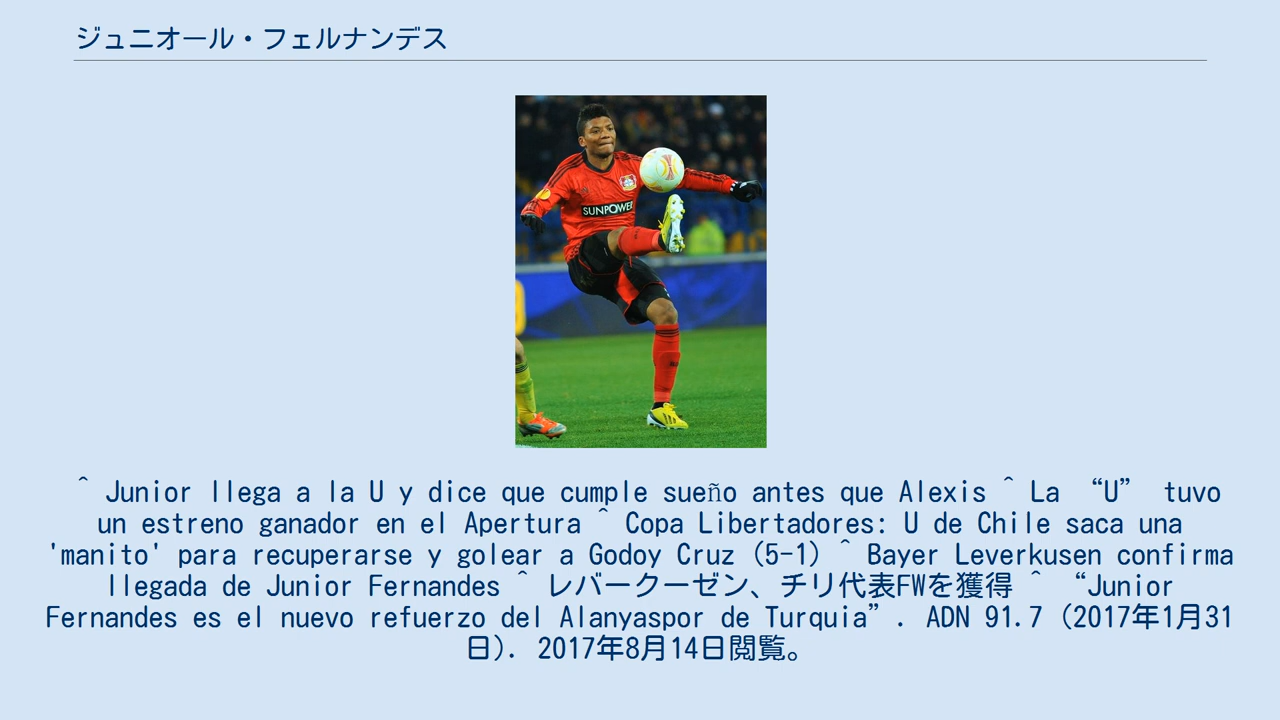 ジュニオール・フェルナンデス
SUNPOWER
^ Junior llega a la U y dice que cumple sueño antes que Alexis ^ La “U” tuvo
un estreno ganador en el Apertura ^ Copa Libertadores: U de Chile saca una
'manito' para recuperarse y golear a Godoy Cruz (5-1) ^ Bayer Leverkusen confirma
llegada de Junior Fernandes ^ レバークーゼン、チリ代表FWを獲得 ^ “Junior
Fernandes es el nuevo refuerzo del Alanyaspor de Turquia”. ADN 91.7 (2017年1月31
日). 2017年8月14日閲覧。